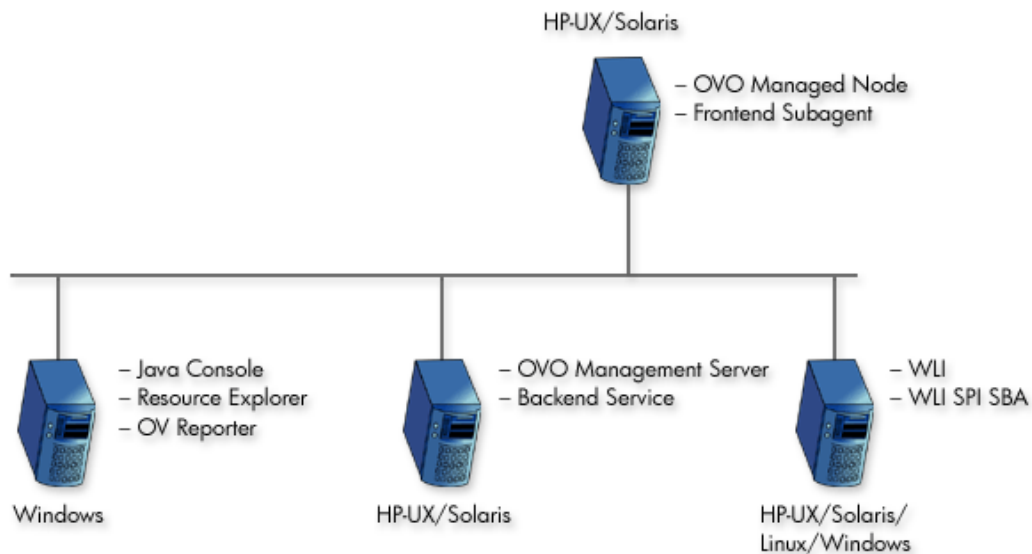 HP-UX/Solaris
– OVO Managed Node
– Frontend Subagent
– Java Console
– Resource Explorer
– OV Reporter
Windows
– OVO Management Server
– Backend Service
HP-UX/Solaris
– WLI
– WLI SPI SBA
HP-UX/Solaris/
Linux/Windows